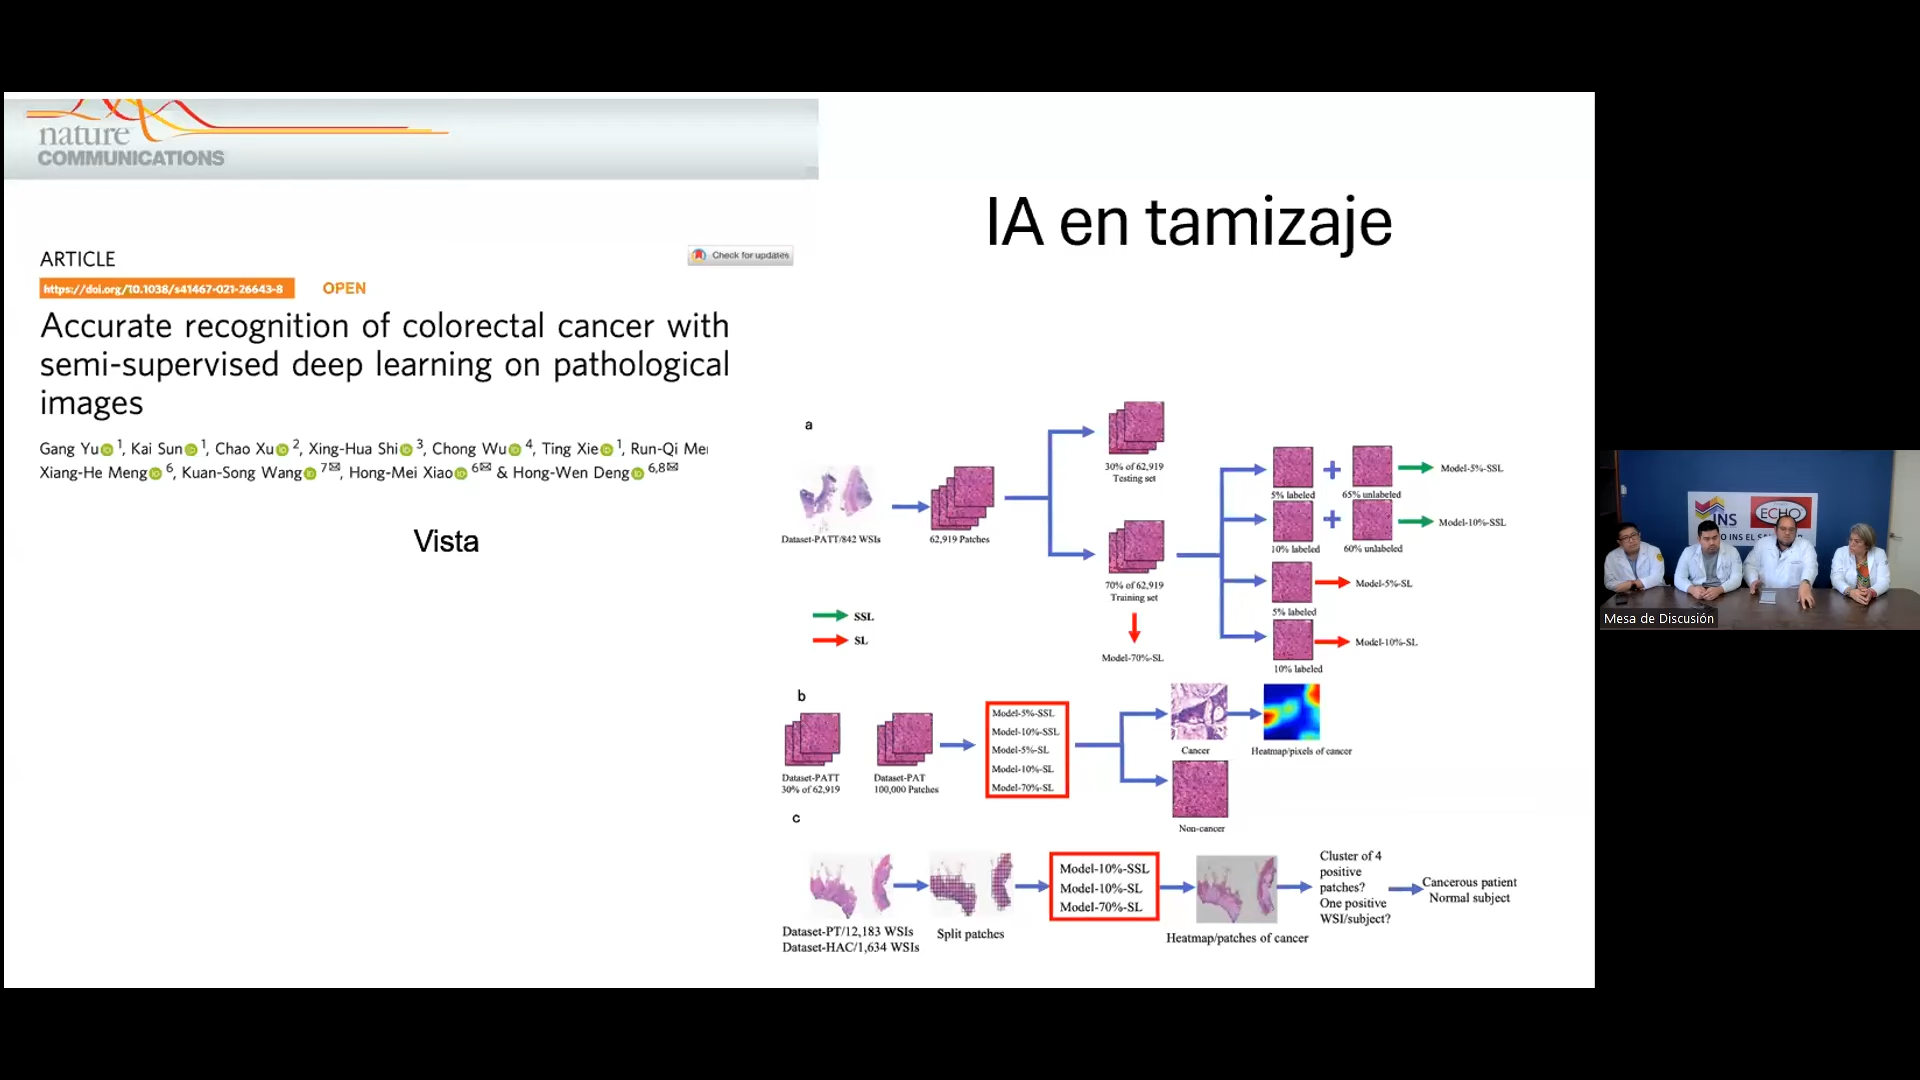 nature
COMMUNICATIONS
ARTICLE
Check for updates
https://doi.org/10.1038/s41467-021-26643-8
OPEN
Accurate recognition of colorectal cancer with
semi-supervised deep learning on pathological
images
Gang Yu 1, Kai Sun 1, Chao Xu 2, Xing-Hua Shi 3, Chong Wu 4, Ting Xie 1, Run-Qi Me
Xiang-He Meng 6, Kuan-Song Wang 7✉, Hong-Mei Xiao 6✉ & Hong-Wen Deng 6,8✉
Vista
IA en tamizaje
a
Dataset-PATT/842 WSIs
62,919 Patches
30% of 62,919
Testing set
70% of 62,919
Training set
Model-70%-SL
5% labeled
+
65% unlabeled
Model-5%-SSL
10% labeled
+
60% unlabeled
Model-10%-SSL
5% labeled
Model-5%-SL
10% labeled
Model-10%-SL
SSL
SL
b
Dataset-PATT
30% of 62,919
Dataset-PAT
100,000 Patches
Model-5%-SSL
Model-10%-SSL
Model-5%-SL
Model-10%-SL
Model-70%-SL
Cancer
Heatmap/pixels of cancer
Non-cancer
c
Dataset-PT/12,183 WSIs
Dataset-HAC/1,634 WSIs
Split patches
Model-10%-SSL
Model-10%-SL
Model-70%-SL
Heatmap/patches of cancer
Cluster of 4
positive
patches?
One positive
WSI/subject?
Cancerous patient
Normal subject
INS
ECHO
O INS EL
Mesa de Discusión